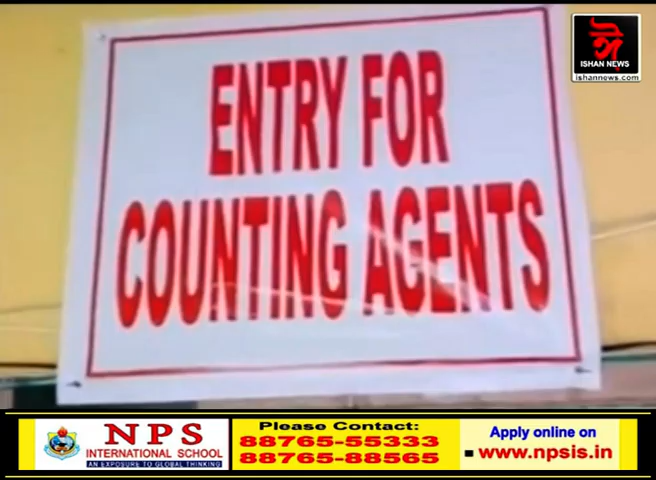 ঈ
ISHAN NEWS
ishannews.com
ENTRY FOR
COUNTING AGENTS
NPS
INTERNATIONAL SCHOOL
AN EXPOSURE TO GLOBAL THINKING
Please Contact:
88765-55333
88765-88565
Apply online on
www.npsis.in